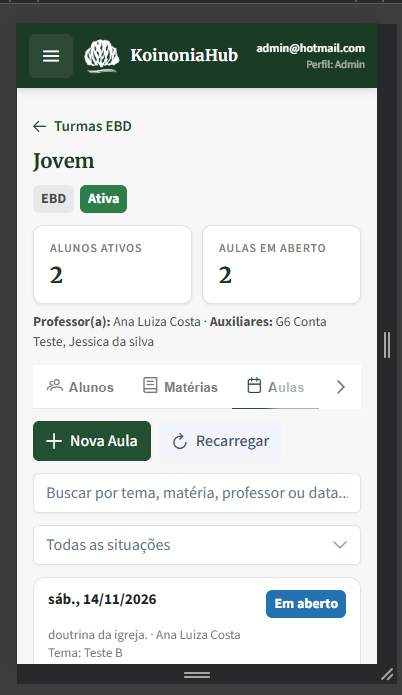 KoinoniaHub
admin@hotmail.com
Perfil: Admin
← Turmas EBD
Jovem
EBD
Ativa
ALUNOS ATIVOS
2
AULAS EM ABERTO
2
Professor(a): Ana Luiza Costa · Auxiliares: G6 Conta
Teste, Jessica da silva
Alunos
Matérias
Aulas
Nova Aula
Recarregar
Buscar por tema, matéria, professor ou data...
Todas as situações
sáb., 14/11/2026
Em aberto
doutrina da igreja. · Ana Luiza Costa
Tema: Teste B